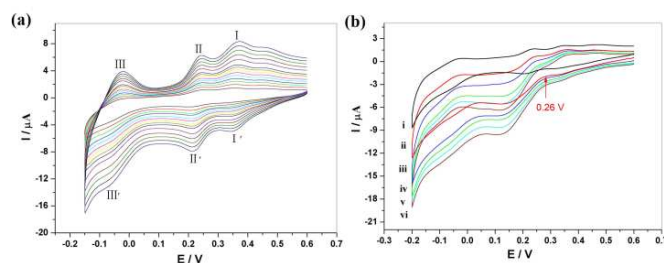 (a)
I / μA
8
4
0
-4
-8
-12
-16
-20
III
II
I
III'
II'
I'
-0.2 -0.1 0.0 0.1 0.2 0.3 0.4 0.5 0.6 0.7
E / V
(b)
I / μA
3
0
-3
-6
-9
-12
-15
-18
-21
i
ii
iii
iv
v
vi
0.26 V
-0.3 -0.2 -0.1 0.0 0.1 0.2 0.3 0.4 0.5 0.6 0.7
E / V